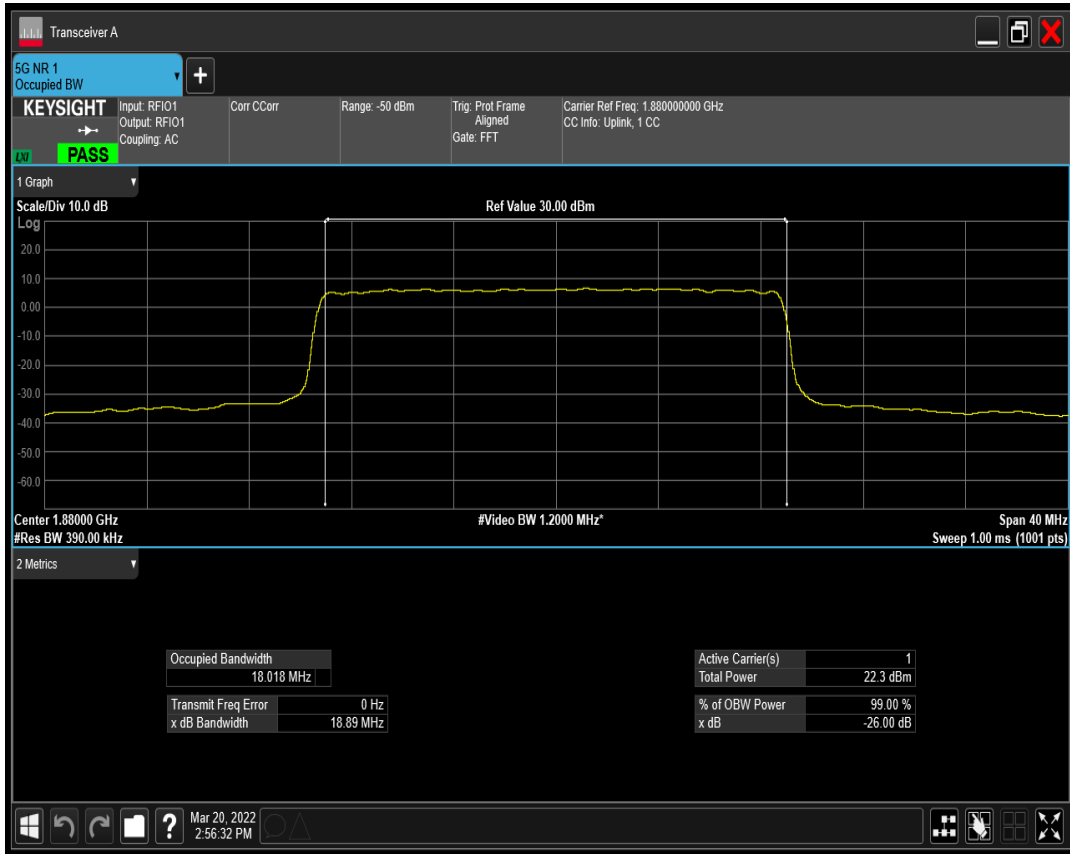 Transceiver A
5G NR 1
Occupied BW
+
KEYSIGHT
LXI
PASS
Input: RFIO1
Output: RFIO1
Coupling: AC
Corr CCorr
Range: -50 dBm
Trig: Prot Frame
Aligned
Gate: FFT
Carrier Ref Freq: 1.880000000 GHz
CC Info: Uplink, 1 CC
1 Graph
Scale/Div 10.0 dB
Ref Value 30.00 dBm
Log
20.0
10.0
0.00
-10.0
-20.0
-30.0
-40.0
-50.0
-60.0
Center 1.88000 GHz
#Video BW 1.2000 MHz*
Span 40 MHz
#Res BW 390.00 kHz
Sweep 1.00 ms (1001 pts)
2 Metrics
Occupied Bandwidth
18.018 MHz
Transmit Freq Error 0 Hz
x dB Bandwidth 18.89 MHz
Active Carrier(s) 1
Total Power 22.3 dBm
% of OBW Power 99.00 %
x dB -26.00 dB
?
Mar 20, 2022
2:56:32 PM